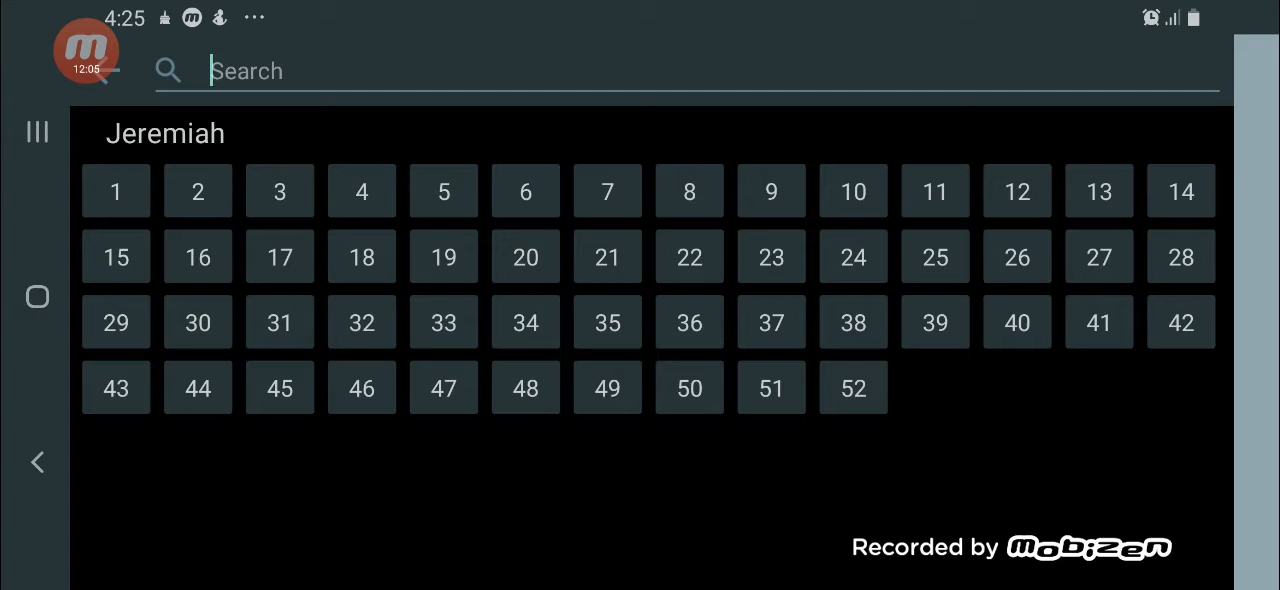 4:25
m
12:05
Search
Jeremiah
1 2 3 4 5 6 7 8 9 10 11 12 13 14
15 16 17 18 19 20 21 22 23 24 25 26 27 28
29 30 31 32 33 34 35 36 37 38 39 40 41 42
43 44 45 46 47 48 49 50 51 52
Recorded by mobizen